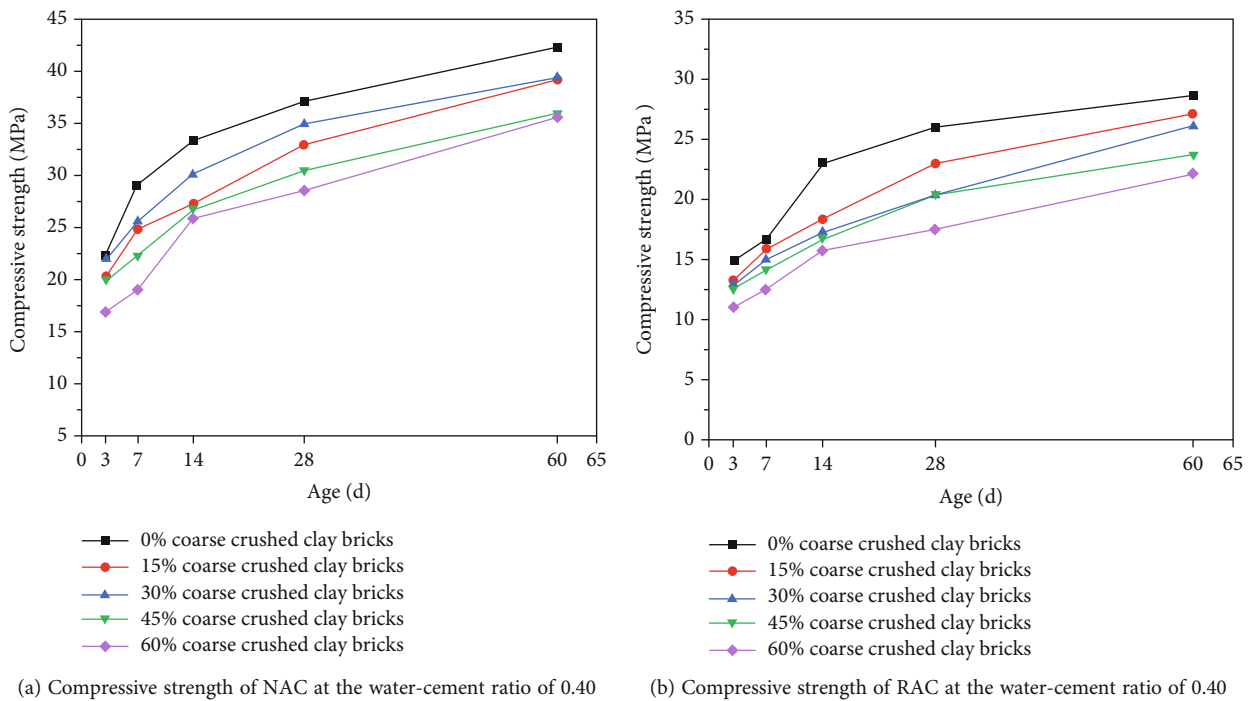 45
40
35
30
25
20
15
10
5
0 3 7 14 28 60 65
Compressive strength (MPa)
Age (d)
0% coarse crushed clay bricks
15% coarse crushed clay bricks
30% coarse crushed clay bricks
45% coarse crushed clay bricks
60% coarse crushed clay bricks
(a) Compressive strength of NAC at the water-cement ratio of 0.40
35
30
25
20
15
10
5
0
0 3 7 14 28 60 65
Compressive strength (MPa )
Age (d)
0% coarse crushed clay bricks
15% coarse crushed clay bricks
30% coarse crushed clay bricks
45% coarse crushed clay bricks
60% coarse crushed clay bricks
(b) Compressive strength of RAC at the water-cement ratio of 0.40